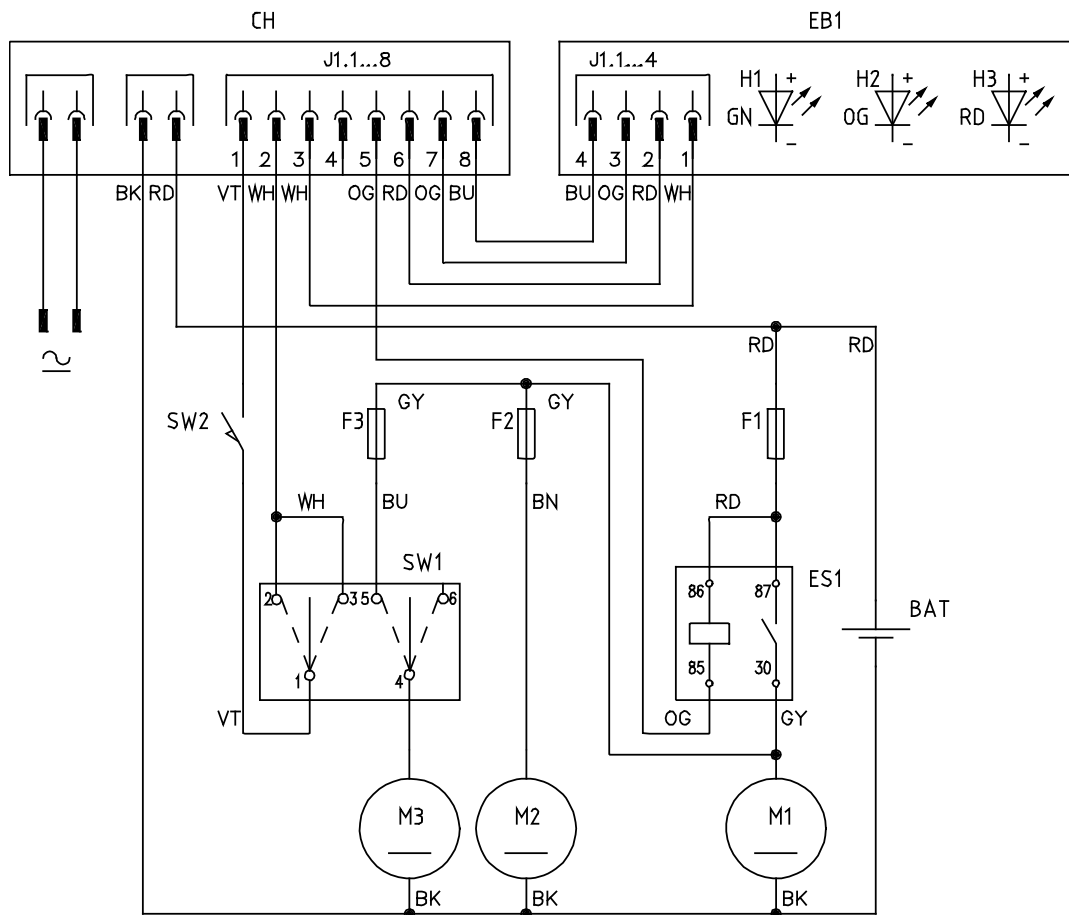 CH EB1
J1.1...8 J1.1...4
H1 + H2 + H3 +
GN OG RD
- - -
1 2 3 4 5 6 7 8 4 3 2 1
BK RD VT WH WH OG RD OG BU BU OG RD WH
RD RD
GY GY
SW2 F3 F2 F1
WH BU BN RD
SW1 ES1
2 3 5 6 86 87
BAT
1 4 85 30
VT OG GY
M3 M2 M1
BK BK BK